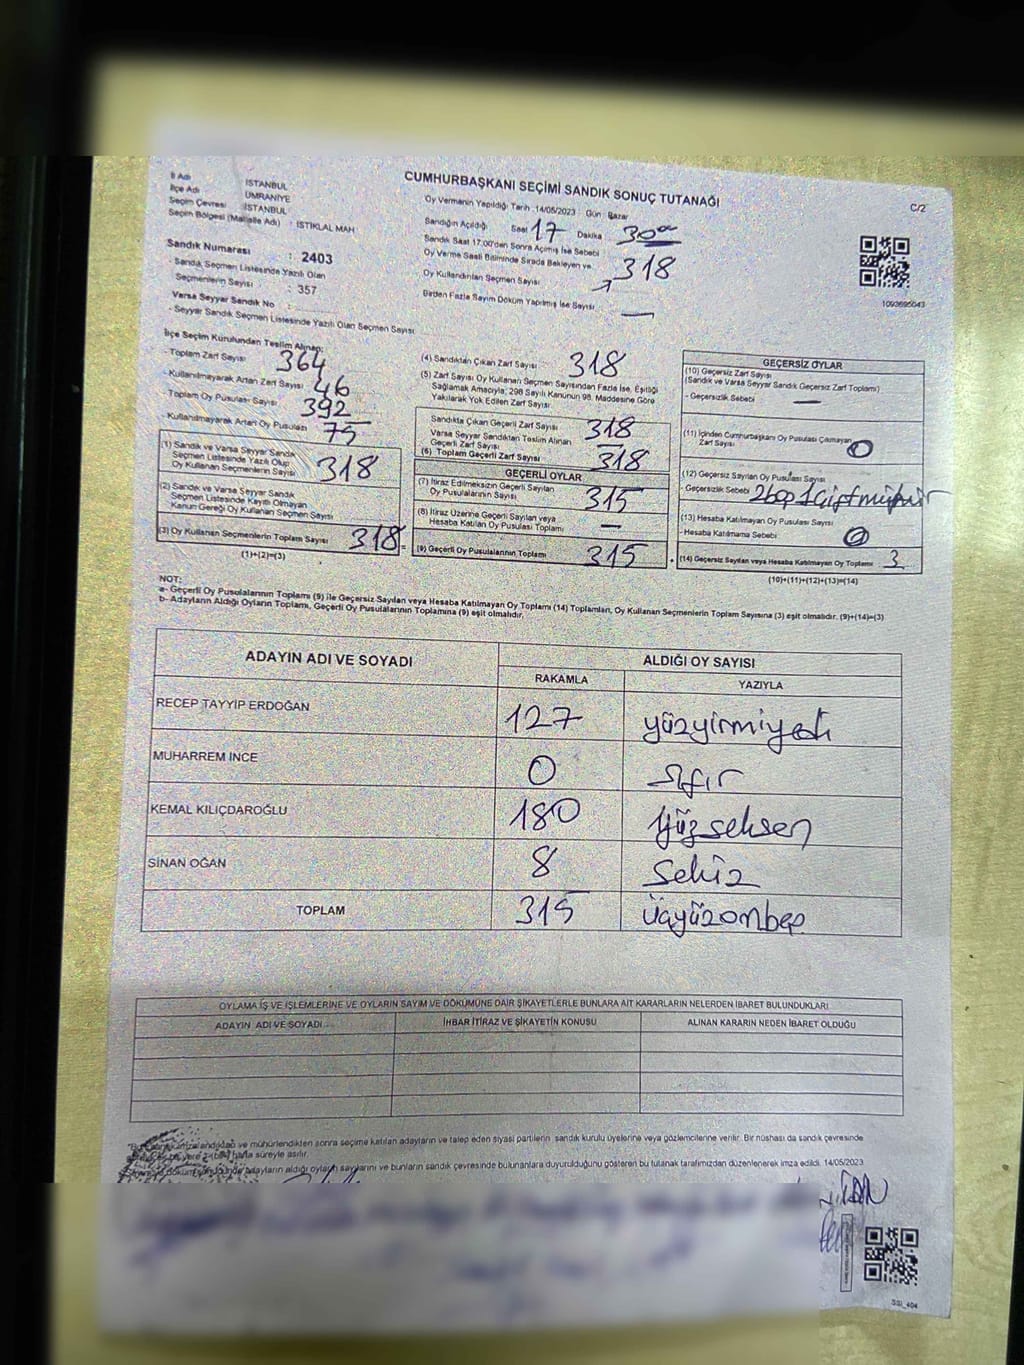 CUMHURBAŞKANI SEÇİMİ SANDIK SONUÇ TUTANAĞI
C/2
İl Adı İSTANBUL
İlçe Adı ÜMRANİYE
Seçim Çevresi İSTANBUL
Seçim Bölgesi (Mahalle Adı) : İSTİKLAL MAH
Sandık Numarası : 2403
- Sandık Seçmen Listesinde Yazılı Olan
Seçmenlerin Sayısı : 357
Varsa Seyyar Sandık No :
- Seyyar Sandık Seçmen Listesinde Yazılı Olan Seçmen Sayısı
Oy Vermenin Yapıldığı Tarih :14/05/2023 Gün : Pazar
Sandığın Açıldığı Saat 17 Dakika 30
Sandık Saat 17.00'den Sonra Açılmış İse Sebebi
Oy Verme Saati Bitiminde Sırada Bekleyen ve
Oy Kullandırılan Seçmen Sayısı 318
Birden Fazla Sayım Döküm Yapılmış İse Sayısı —
1093695043
İlçe Seçim Kurulundan Teslim Alınan;
- Toplam Zarf Sayısı 364
- Kullanılmayarak Artan Zarf Sayısı 46
Toplam Oy Pusulası Sayısı 392
- Kullanılmayarak Artan Oy Pusulası 75
(1) Sandık ve Varsa Seyyar Sandık
Seçmen Listesinde Yazılı Olup
Oy Kullanan Seçmenlerin Sayısı 318
(2) Sandık ve Varsa Seyyar Sandık
Seçmen Listesinde Kayıtlı Olmayan
Kanun Gereği Oy Kullanan Seçmen Sayısı
(3) Oy Kullanan Seçmenlerin Toplam Sayısı 318
(1)+(2)=(3)
(4) Sandıktan Çıkan Zarf Sayısı : 318
(5) Zarf Sayısı Oy Kullanan Seçmen Sayısından Fazla İse, Eşitliği
Sağlamak Amacıyla, 298 Sayılı Kanunun 98. Maddesine Göre
Yakılarak Yok Edilen Zarf Sayısı
Sandıkta Çıkan Geçerli Zarf Sayısı 318
Varsa Seyyar Sandıktan Teslim Alınan
Geçerli Zarf Sayısı
(6) Toplam Geçerli Zarf Sayısı 318
GEÇERLİ OYLAR
(7) İtiraz Edilmeksizin Geçerli Sayılan
Oy Pusulalarının Sayısı 315
(8) İtiraz Üzerine Geçerli Sayılan veya
Hesaba Katılan Oy Pusulası Toplamı —
(9) Geçerli Oy Pusulalarının Toplamı 315
GEÇERSİZ OYLAR
(10) Geçersiz Zarf Sayısı
(Sandık ve Varsa Seyyar Sandık Geçersiz Zarf Toplamı)
- Geçersizlik Sebebi —
(11) İçinden Cumhurbaşkanı Oy Pusulası Çıkmayan
Zarf Sayısı 0
(12) Geçersiz Sayılan Oy Pusulası Sayısı
- Geçersizlik Sebebi 2boş 1çift mühür
(13) Hesaba Katılmayan Oy Pusulası Sayısı
- Hesaba Katılmama Sebebi 0
(14) Geçersiz Sayılan veya Hesaba Katılmayan Oy Toplamı 3
(10)+(11)+(12)+(13)=(14)
NOT:
a- Geçerli Oy Pusulalarının Toplamı (9) ile Geçersiz Sayılan veya Hesaba Katılmayan Oy Toplamı (14) Toplamları, Oy Kullanan Seçmenlerin Toplam Sayısına (3) eşit olmalıdır. (9)+(14)=(3)
b- Adayların Aldığı Oyların Toplamı, Geçerli Oy Pusulalarının Toplamına (9) eşit olmalıdır.
ADAYIN ADI VE SOYADI ALDIĞI OY SAYISI
RAKAMLA YAZIYLA
RECEP TAYYİP ERDOĞAN 127 yüzyirmiyedi
MUHARREM İNCE 0 sıfır
KEMAL KILIÇDAROĞLU 180 Yüzseksen
SİNAN OĞAN 8 Sekiz
TOPLAM 315 Üçyüzonbeş
OYLAMA İŞ VE İŞLEMLERİNE VE OYLARIN SAYIM VE DÖKÜMÜNE DAİR ŞİKAYETLERLE BUNLARA AİT KARARLARIN NELERDEN İBARET BULUNDUKLARI
ADAYIN ADI VE SOYADI İHBAR İTİRAZ VE ŞİKAYETİN KONUSU ALINAN KARARIN NEDEN İBARET OLDUĞU
ve mühürlendikten sonra seçime katılan adayların ve talep eden siyasi partilerin sandık kurulu üyelerine veya gözlemcilerine verilir. Bir nüshası da sandık çevresinde
hafta süreyle asılır.
adayların aldığı oyların sayılarını ve bunların sandık çevresinde bulunanlara duyurulduğunu gösteren bu tutanak tarafımızdan düzenlenerek imza edildi. 14/05/2023